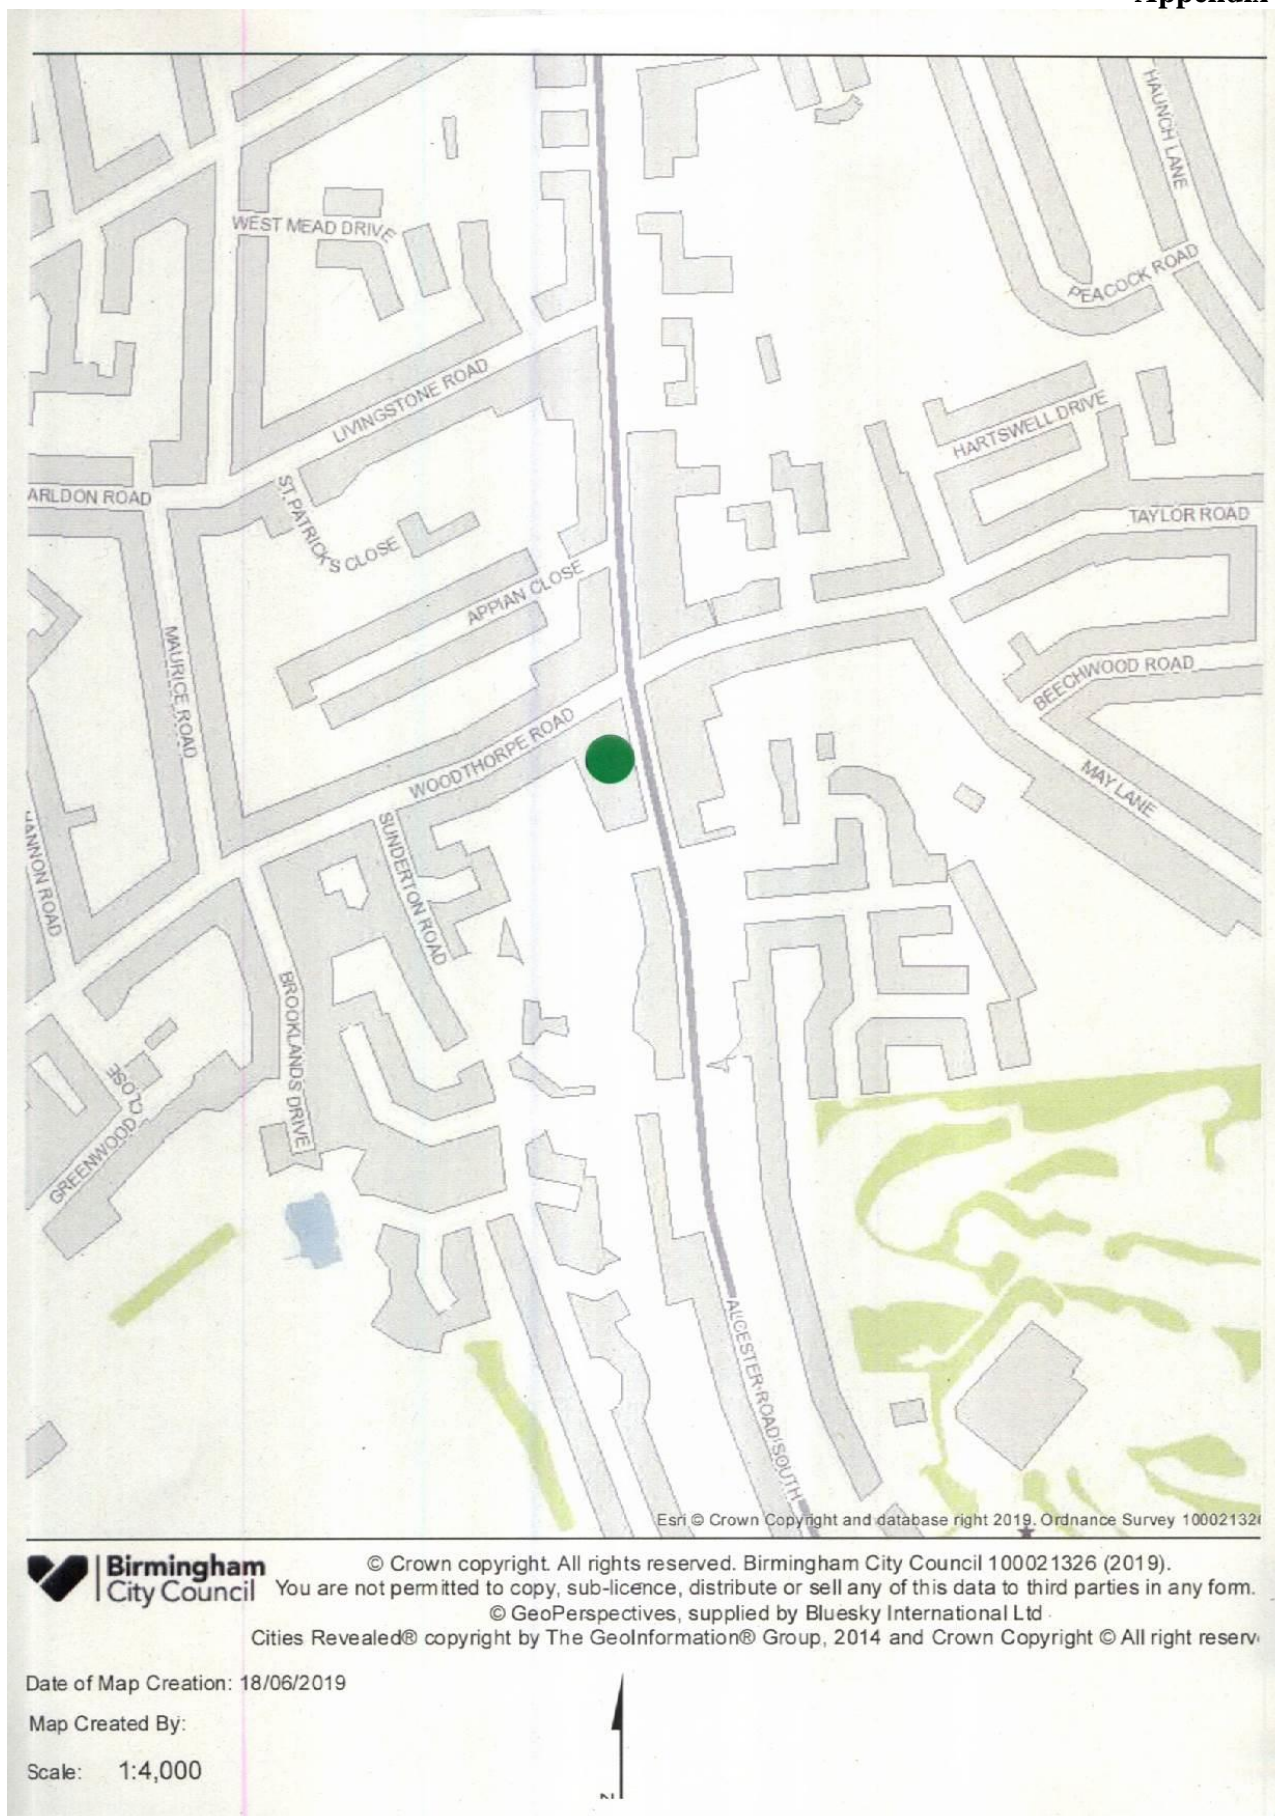 Appendix
HAUNCH LANE
WEST MEAD DRIVE
PEACOCK ROAD
LIVINGSTONE ROAD
HARTSWELL DRIVE
ARLDON ROAD
ST PATRICK'S CLOSE
TAYLOR ROAD
APPIAN CLOSE
MAURICE ROAD
BEECHWOOD ROAD
WOODTHORPE ROAD
MAY LANE
SUNDERTON ROAD
ANNON ROAD
BROOKLANDS DRIVE
GREENWOOD CLOSE
ALCESTER ROAD SOUTH
Esri © Crown Copyright and database right 2019. Ordnance Survey 10002132
Birmingham
City Council
© Crown copyright. All rights reserved. Birmingham City Council 100021326 (2019).
You are not permitted to copy, sub-licence, distribute or sell any of this data to third parties in any form.
© GeoPerspectives, supplied by Bluesky International Ltd
Cities Revealed® copyright by The GeoInformation® Group, 2014 and Crown Copyright © All right reserv
Date of Map Creation: 18/06/2019
Map Created By:
Scale: 1:4,000
N